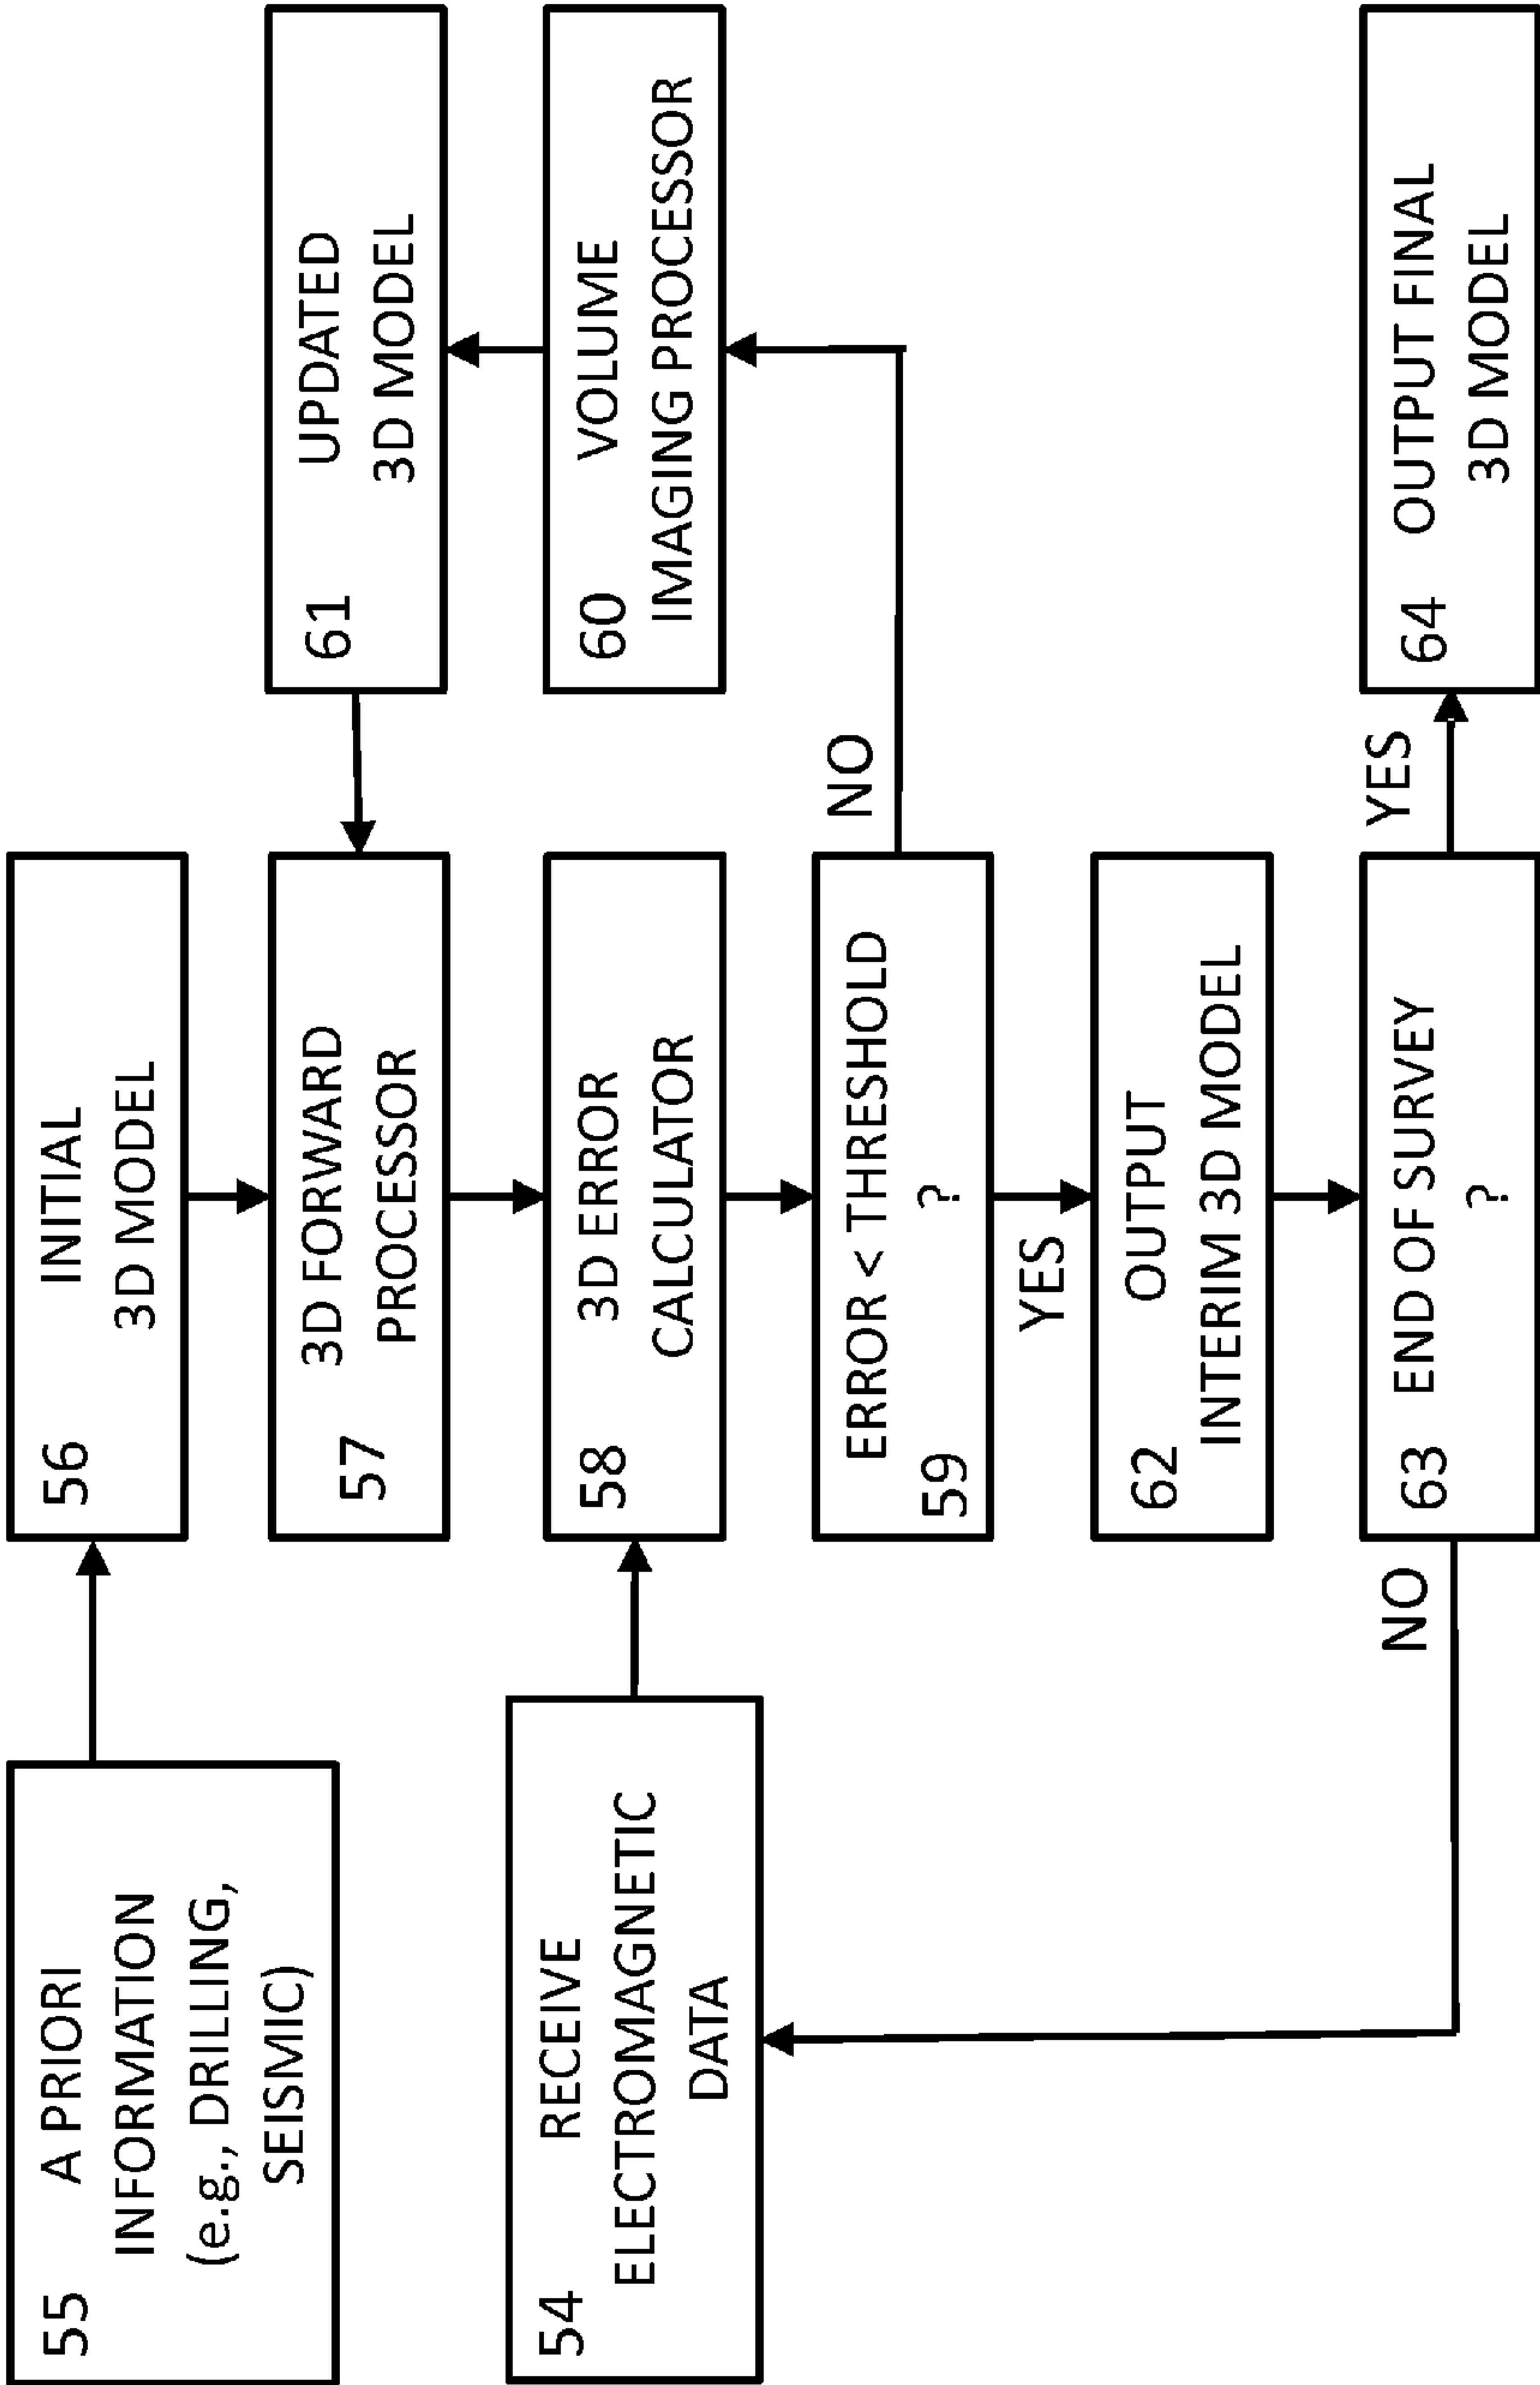 55 A PRIORI
INFORMATION
(e.g., DRILLING,
SEISMIC)
56 INITIAL
3D MODEL
57 3D FORWARD
PROCESSOR
61 UPDATED
3D MODEL
54 RECEIVE
ELECTROMAGNETIC
DATA
58 3D ERROR
CALCULATOR
60 VOLUME
IMAGING PROCESSOR
ERROR < THRESHOLD
59 ?
NO
YES
62 OUTPUT
INTERIM 3D MODEL
NO
63 END OF SURVEY
?
YES
64 OUTPUT FINAL
3D MODEL